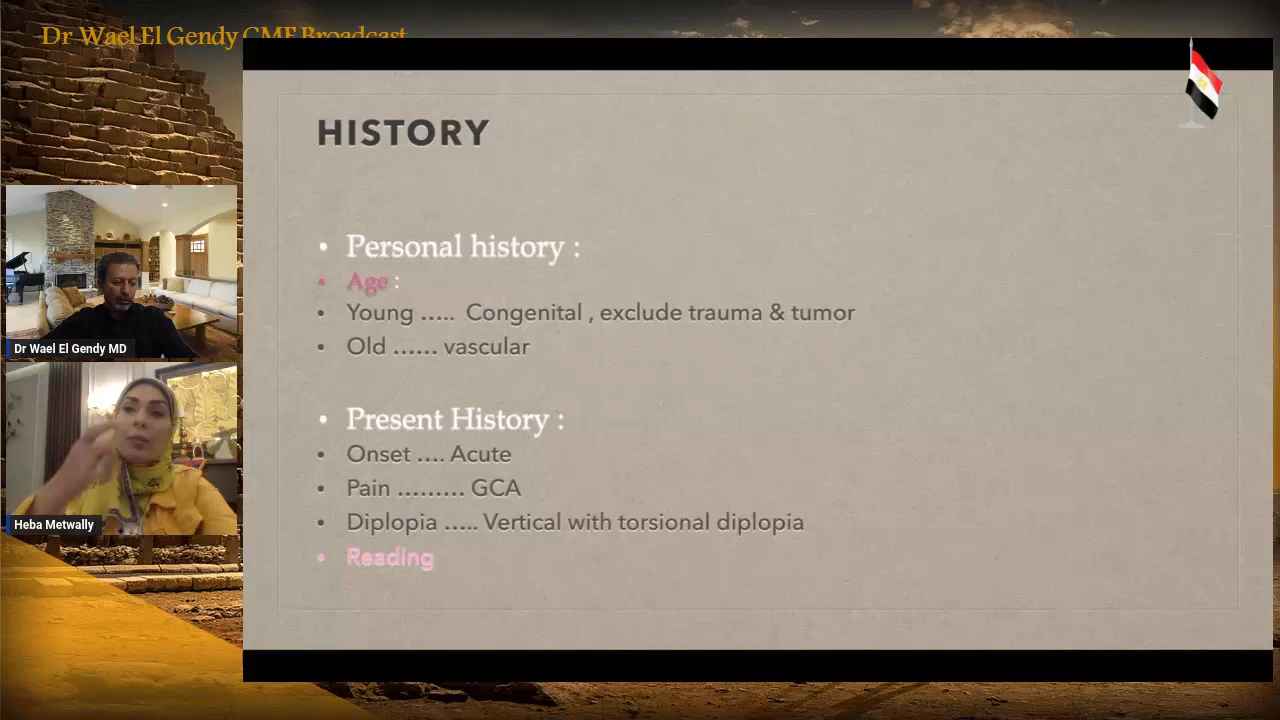 Dr Wael El Gendy CME Broadcast
HISTORY
• Personal history :
• Age :
• Young ….. Congenital , exclude trauma & tumor
• Old …… vascular
• Present History :
• Onset …. Acute
• Pain ……… GCA
• Diplopia ….. Vertical with torsional diplopia
• Reading
Dr Wael El Gendy MD
Heba Metwally